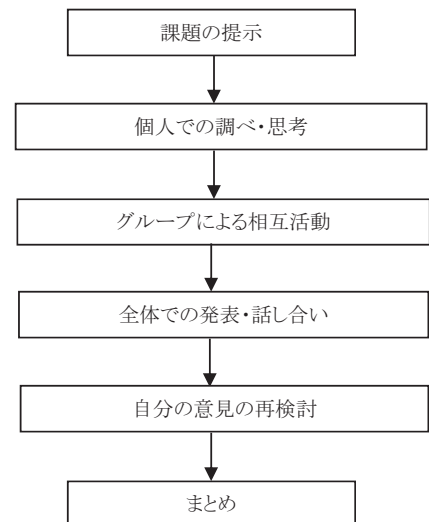 課題の提示
個人での調べ・思考
グループによる相互活動
全体での発表・話し合い
自分の意見の再検討
まとめ